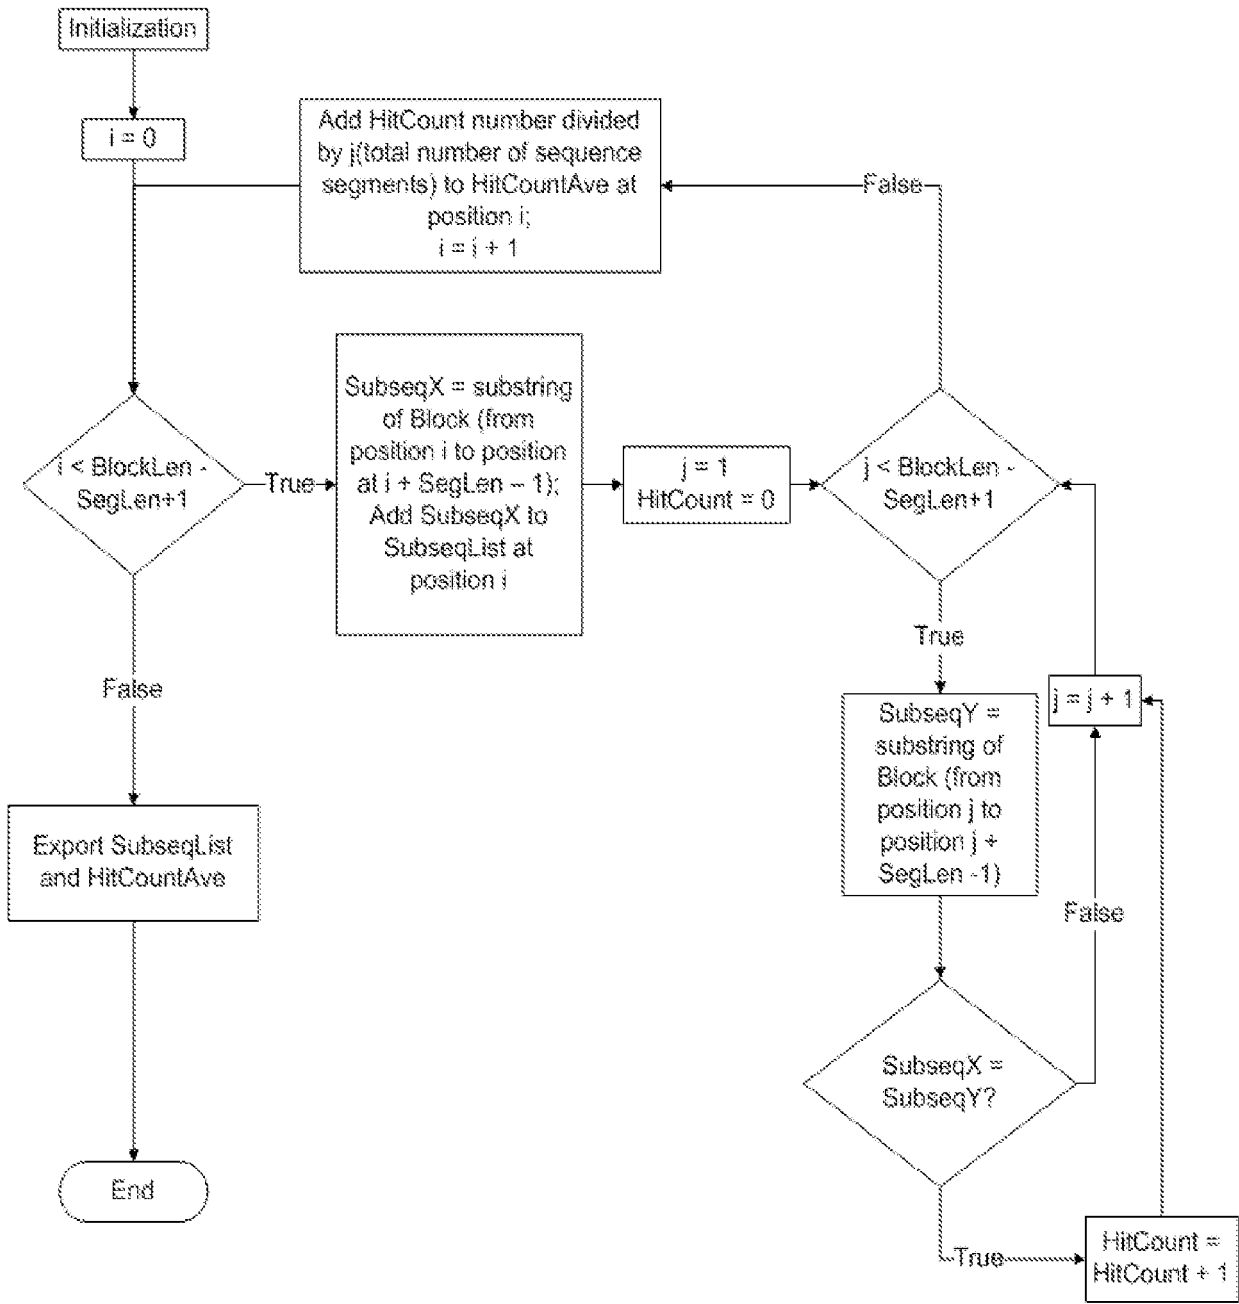 Initialization
i = 0
Add HitCount number divided
by j(total number of sequence
segments) to HitCountAve at
position i;
i = i + 1
False
i < BlockLen -
SegLen+1
True
SubseqX = substring
of Block (from
position i to position
at i + SegLen – 1);
Add SubseqX to
SubseqList at
position i
j = 1
HitCount = 0
j < BlockLen -
SegLen+1
True
False
j = j + 1
SubseqY =
substring of
Block (from
position j to
position j +
SegLen -1)
Export SubseqList
and HitCountAve
False
SubseqX =
SubseqY?
End
True
HitCount =
HitCount + 1